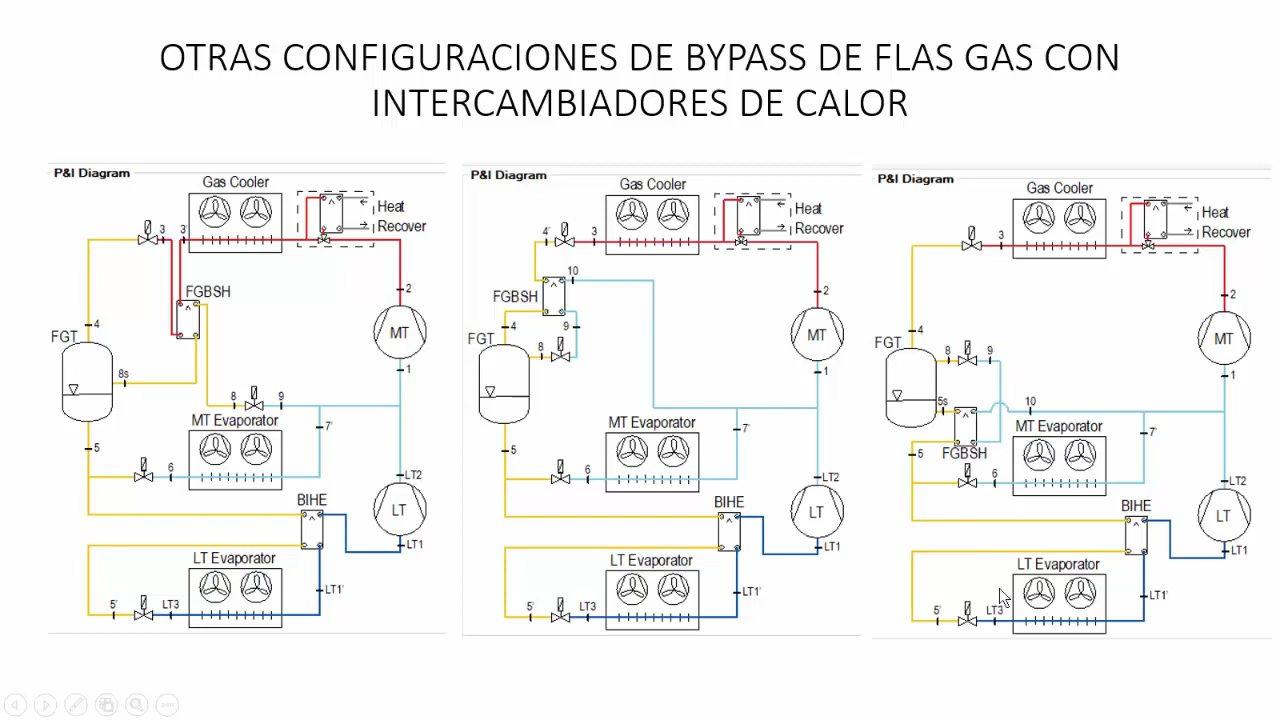 OTRAS CONFIGURACIONES DE BYPASS DE FLAS GAS CON
INTERCAMBIADORES DE CALOR
P&I Diagram
Gas Cooler
Heat
Recover
3
3'
2
FGBSH
MT
4
FGT
8s
1
8
9
MT Evaporator
7'
5
6
LT2
BIHE
LT
LT1
LT Evaporator
LT1'
5'
LT3
P&I Diagram
Gas Cooler
Heat
Recover
4'
3
10
2
FGBSH
9
4
MT
FGT
8
1
MT Evaporator
7'
5
6
LT2
BIHE
LT
LT1
LT Evaporator
LT1'
5'
LT3
P&I Diagram
Gas Cooler
Heat
Recover
3
2
4
MT
FGT
8
9
1
5s
10
MT Evaporator
7'
5
FGBSH
6
LT2
BIHE
LT
LT1
LT Evaporator
LT1'
5'
LT3